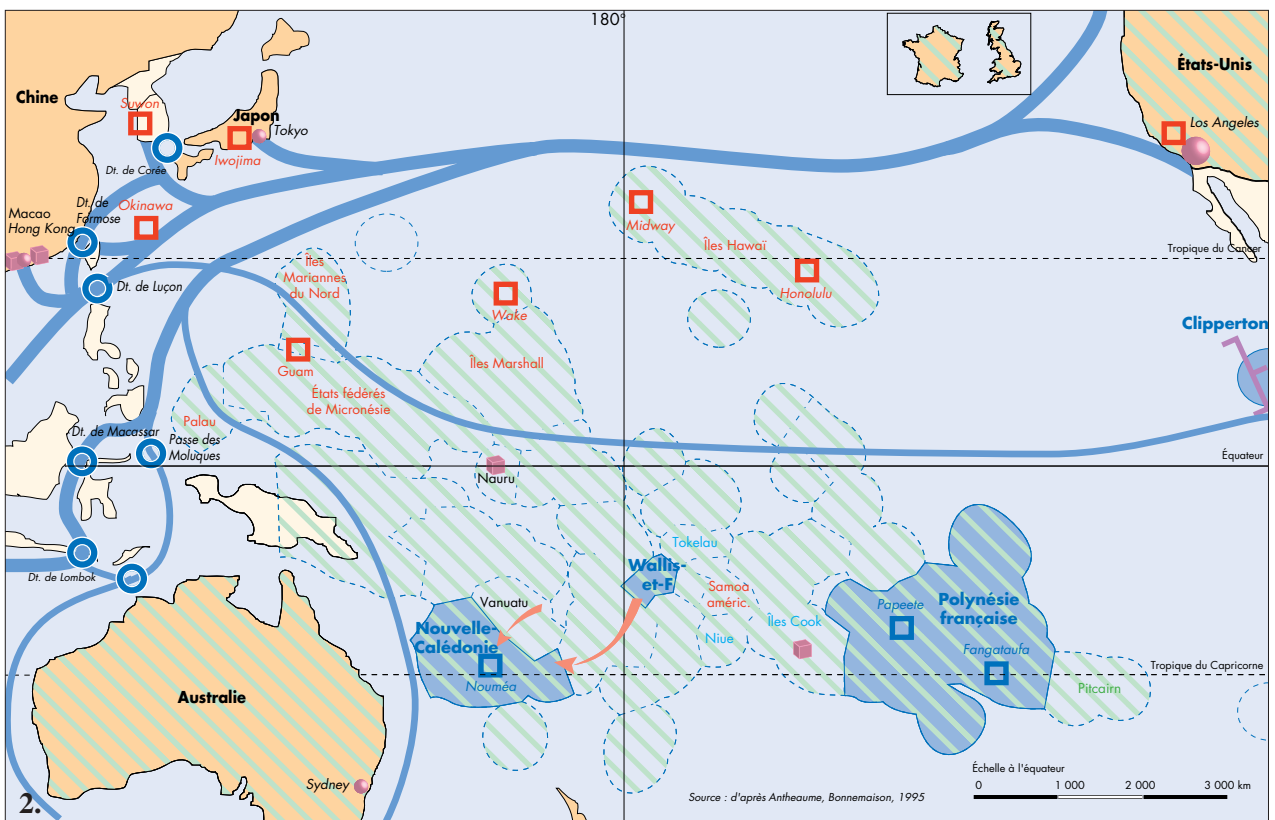 180°
États-Unis
Chine
Suwon
Japon
Tokyo
Los Angeles
Iwojima
Dt. de Corée
Okinawa
Dt. de
Formose
Macao
Hong Kong
Midway
Îles Hawaï
Tropique du Cancer
Îles
Mariannes
du Nord
Dt. de Luçon
Honolulu
Wake
Clipperton
Îles Marshall
Guam
États fédérés
de Micronésie
Palau
Dt. de Macassar
Passe des
Moluques
Équateur
Nauru
Tokelau
Wallis-
et-F
Dt. de Lombok
Samoa
améric.
Vanuatu
Papeete
Polynésie
française
Îles Cook
Nouvelle-
Calédonie
Niue
Fangataufa
Tropique du Capricorne
Nouméa
Pitcairn
Australie
Échelle à l'équateur
Sydney
0 1 000 2 000 3 000 km
Source : d'après Antheaume, Bonnemaison, 1995
2.